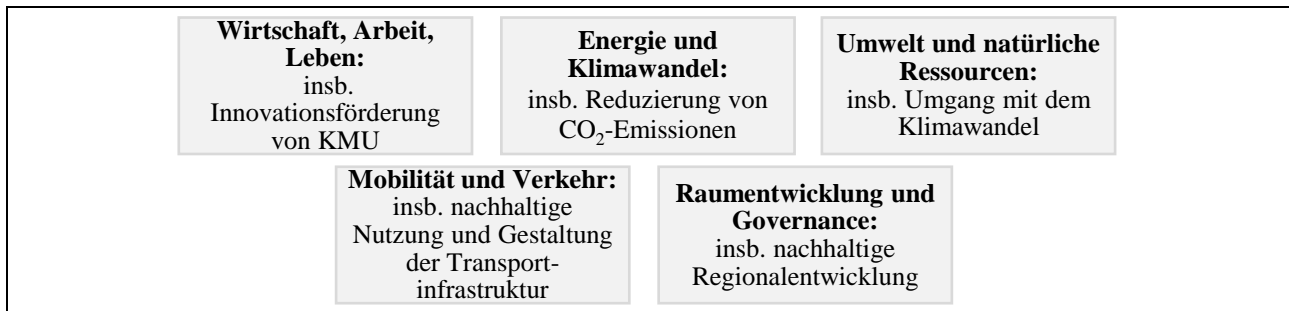 Wirtschaft, Arbeit,
Leben:
insb.
Innovationsförderung
von KMU
Energie und
Klimawandel:
insb. Reduzierung von
CO₂-Emissionen
Umwelt und natürliche
Ressourcen:
insb. Umgang mit dem
Klimawandel
Mobilität und Verkehr:
insb. nachhaltige
Nutzung und Gestaltung
der Transport-
infrastruktur
Raumentwicklung und
Governance:
insb. nachhaltige
Regionalentwicklung